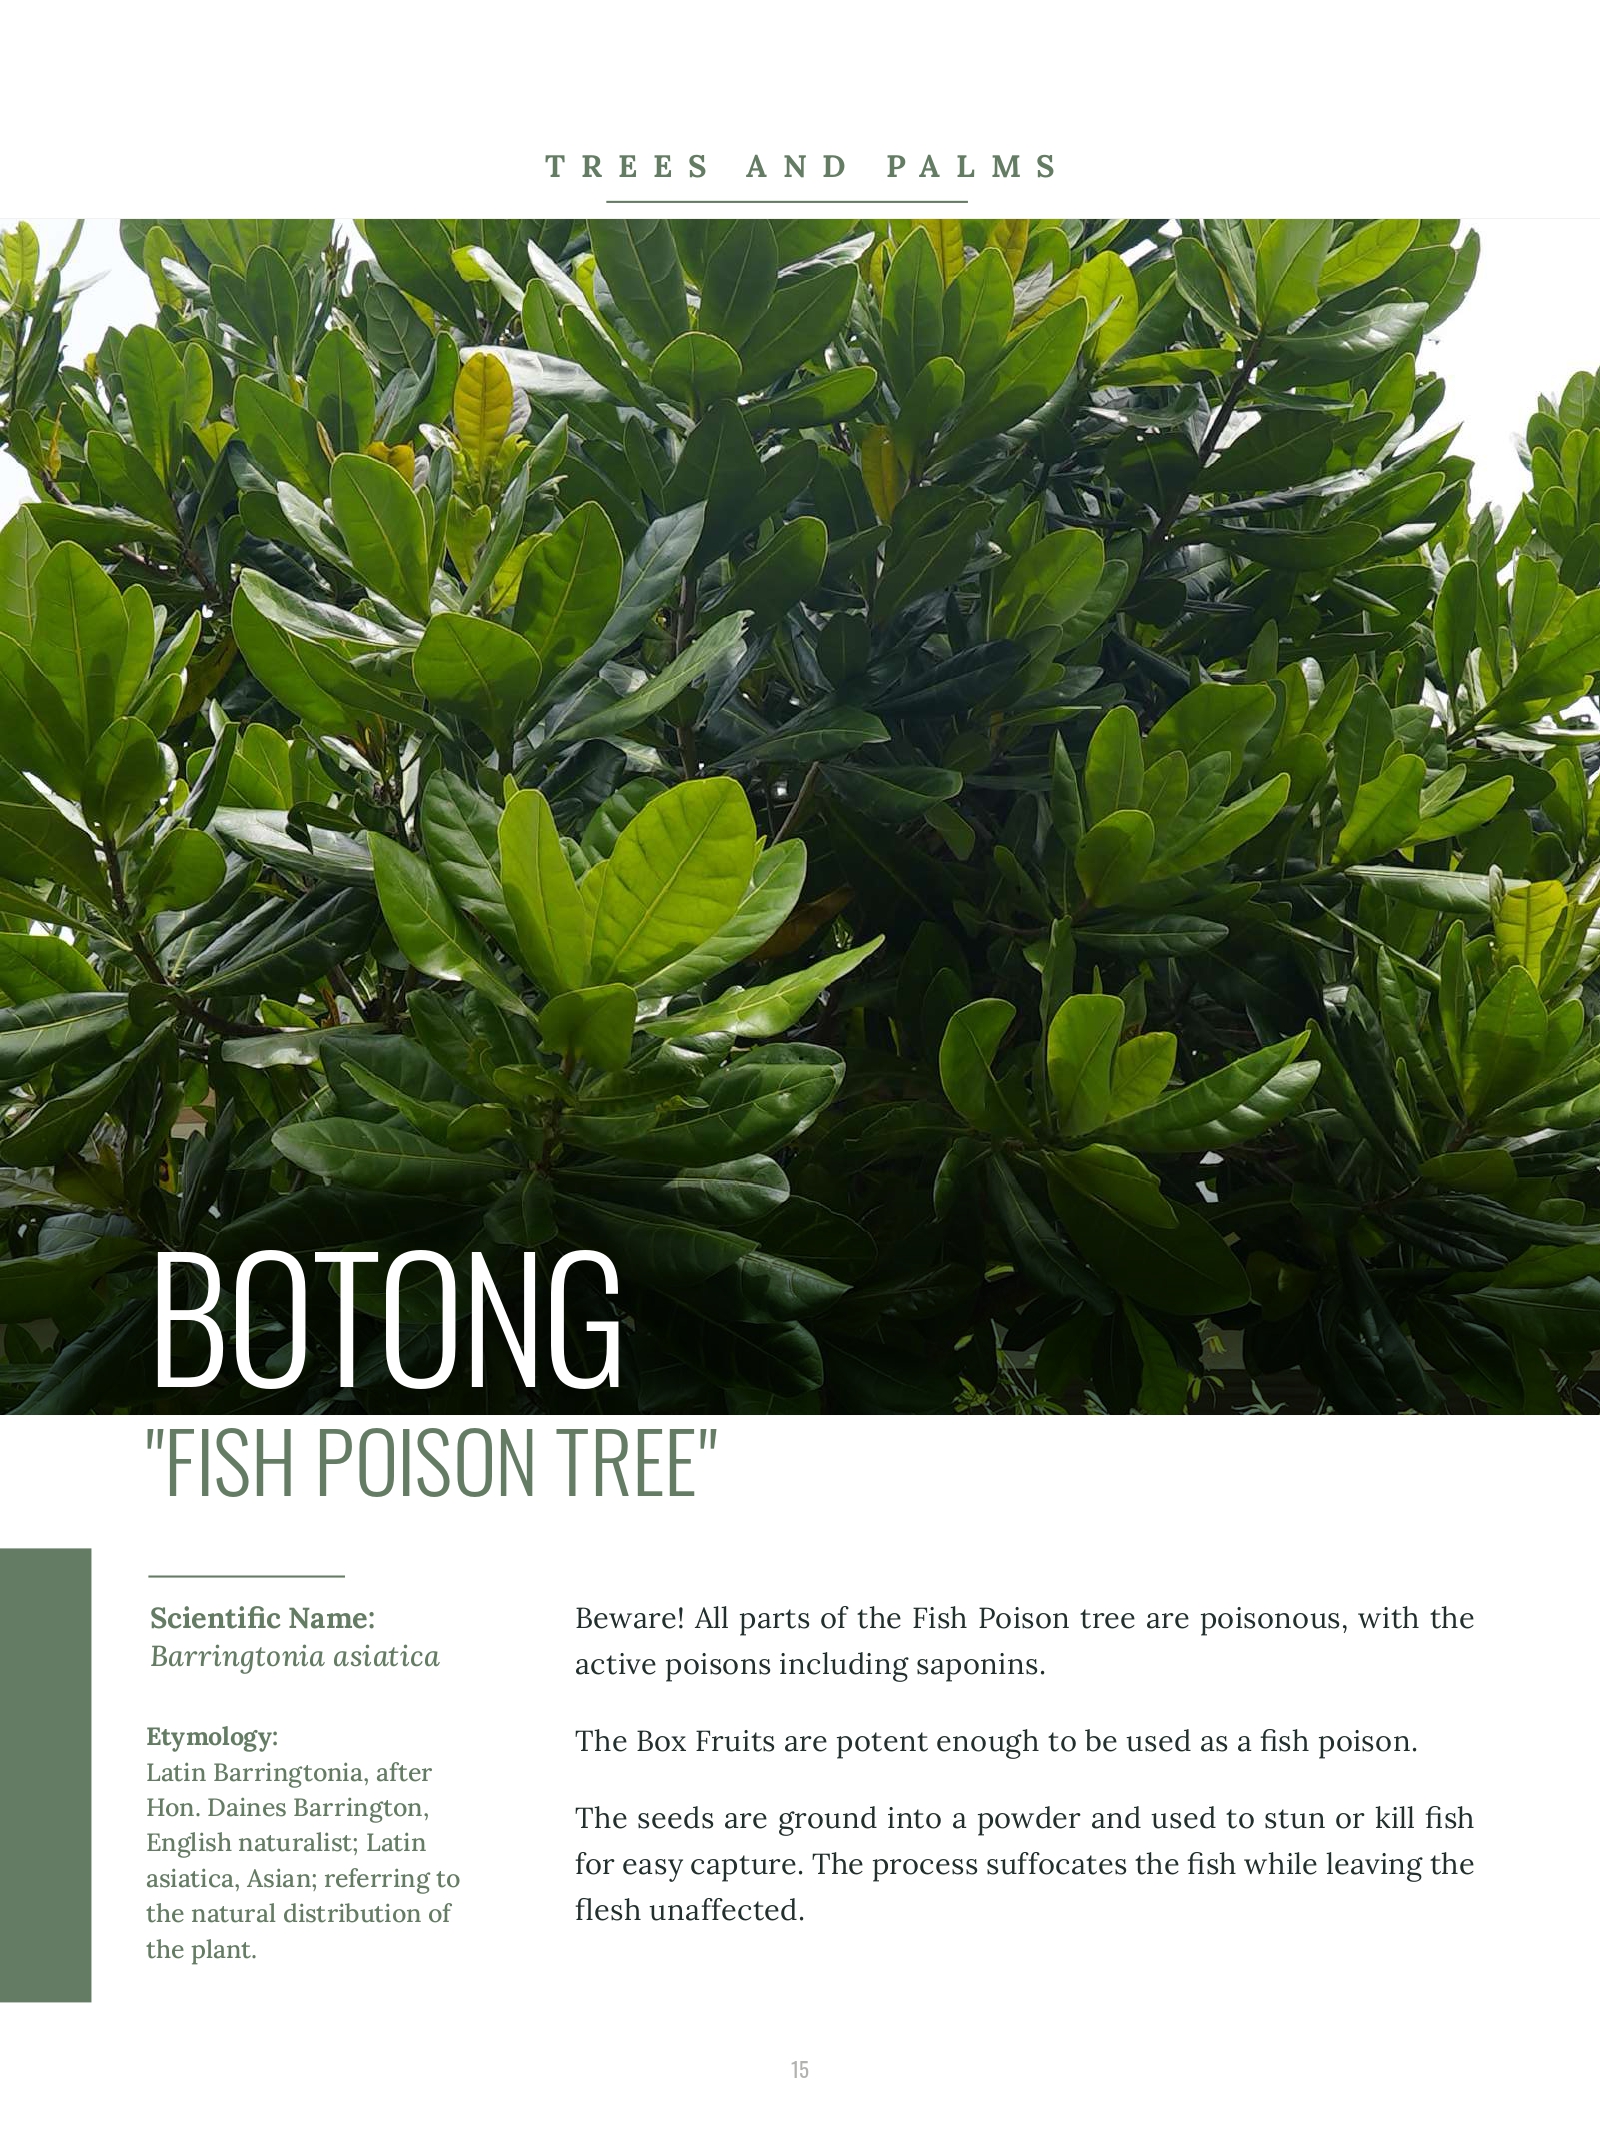 TREES AND PALMS
BOTONG
"FISH POISON TREE"
Scientific Name:
Barringtonia asiatica
Etymology:
Latin Barringtonia, after
Hon. Daines Barrington,
English naturalist; Latin
asiatica, Asian; referring to
the natural distribution of
the plant.
Beware! All parts of the Fish Poison tree are poisonous, with the
active poisons including saponins.
The Box Fruits are potent enough to be used as a fish poison.
The seeds are ground into a powder and used to stun or kill fish
for easy capture. The process suffocates the fish while leaving the
flesh unaffected.
15